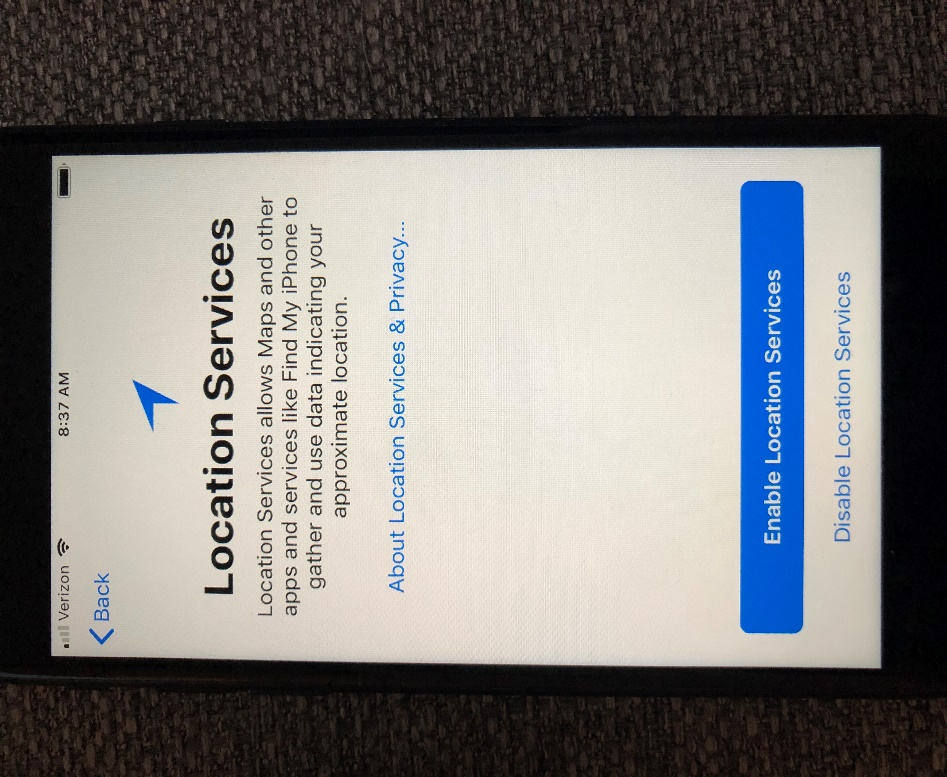 Verizon 8:37 AM
Back
Location Services
Location Services allows Maps and other
apps and services like Find My iPhone to
gather and use data indicating your
approximate location.
About Location Services & Privacy...
Enable Location Services
Disable Location Services